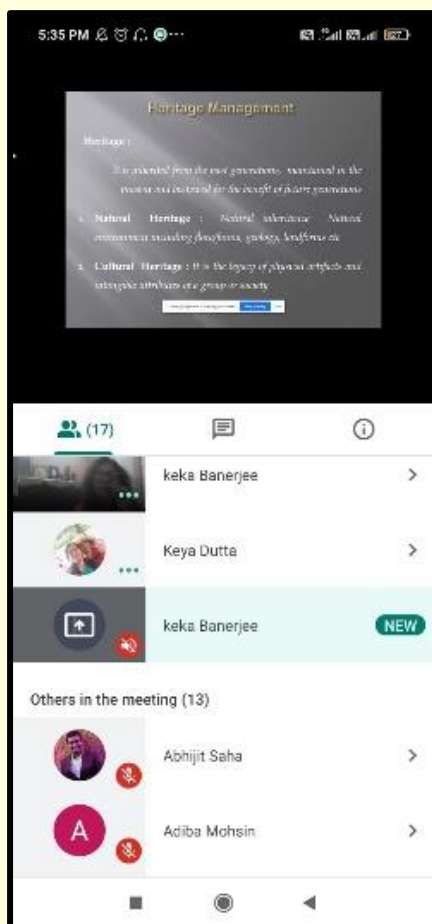 5:35 PM
Heritage Management
Heritage :
It is inherited from the past generations, maintained in the
present and bestowed for the benefit of future generations
1. Natural Heritage : Natural inheritance Natural
environment including flora/fauna, geology, landforms etc
2. Cultural Heritage : It is the legacy of physical artifacts and
intangible attributes of a group or society
(17)
keka Banerjee
Keya Dutta
keka Banerjee
NEW
Others in the meeting (13)
Abhijit Saha
A
Adiba Mohsin